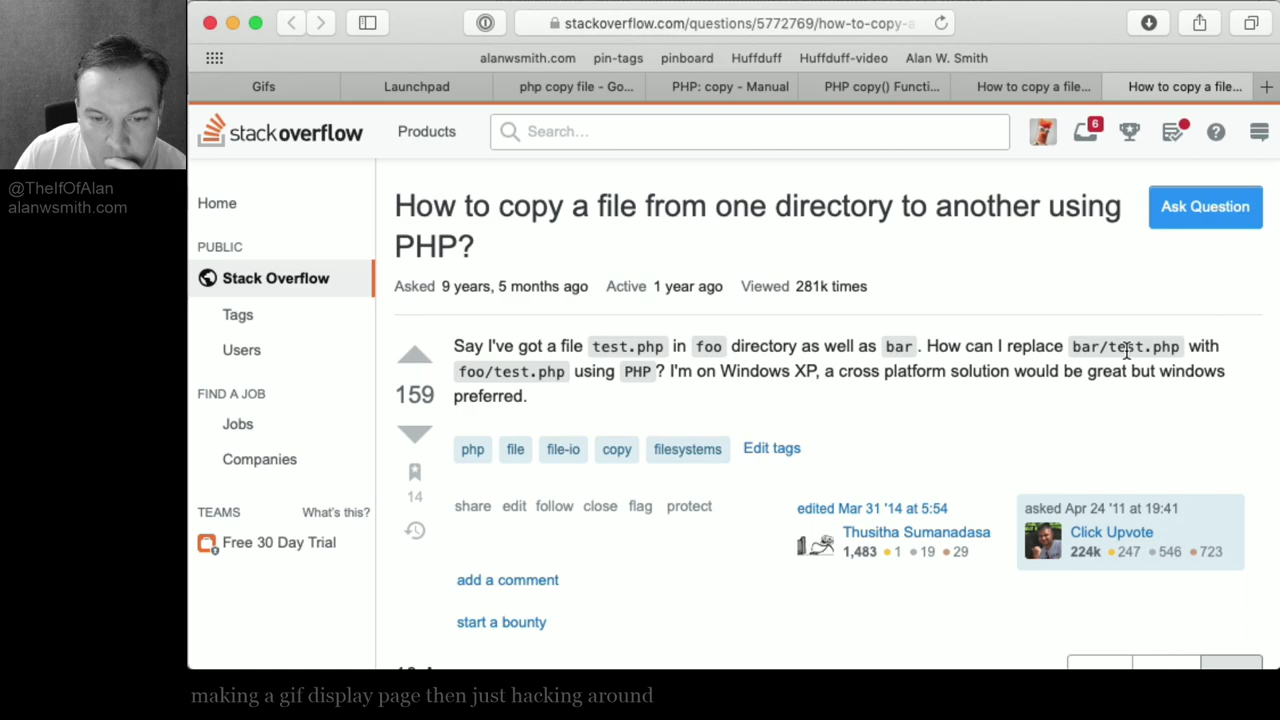 stackoverflow.com/questions/5772769/how-to-copy-a
alanwsmith.com pin-tags pinboard Huffduff Huffduff-video Alan W. Smith
Gifs Launchpad php copy file - Go... PHP: copy - Manual PHP copy() Functi... How to copy a file... How to copy a file...
stackoverflow Products Search... 6
@TheIfOfAlan
alanwsmith.com
Home
PUBLIC
Stack Overflow
Tags
Users
FIND A JOB
Jobs
Companies
TEAMS What's this?
Free 30 Day Trial
How to copy a file from one directory to another using
PHP?
Ask Question
Asked 9 years, 5 months ago Active 1 year ago Viewed 281k times
159
14
Say I've got a file test.php in foo directory as well as bar. How can I replace bar/test.php with
foo/test.php using PHP? I'm on Windows XP, a cross platform solution would be great but windows
preferred.
php file file-io copy filesystems Edit tags
share edit follow close flag protect
edited Mar 31 '14 at 5:54
Thusitha Sumanadasa
1,483 1 19 29
asked Apr 24 '11 at 19:41
Click Upvote
224k 247 546 723
add a comment
start a bounty
making a gif display page then just hacking around